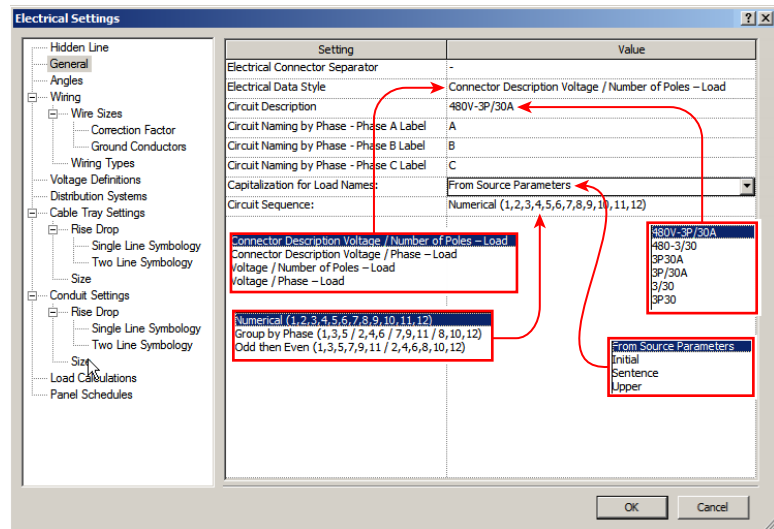 Electrical Settings
Hidden Line
General
Angles
Wiring
Wire Sizes
Correction Factor
Ground Conductors
Wiring Types
Voltage Definitions
Distribution Systems
Cable Tray Settings
Rise Drop
Single Line Symbology
Two Line Symbology
Size
Conduit Settings
Rise Drop
Single Line Symbology
Two Line Symbology
Size
Load Calculations
Panel Schedules
Setting Value
Electrical Connector Separator -
Electrical Data Style Connector Description Voltage / Number of Poles – Load
Circuit Description 480V-3P/30A
Circuit Naming by Phase - Phase A Label A
Circuit Naming by Phase - Phase B Label B
Circuit Naming by Phase - Phase C Label C
Capitalization for Load Names: From Source Parameters
Circuit Sequence: Numerical (1,2,3,4,5,6,7,8,9,10,11,12)
Connector Description Voltage / Number of Poles – Load
Connector Description Voltage / Phase – Load
Voltage / Number of Poles – Load
Voltage / Phase – Load
480V-3P/30A
480-3/30
3P30A
3P/30A
3/30
3P30
Numerical (1,2,3,4,5,6,7,8,9,10,11,12)
Group by Phase (1,3,5 / 2,4,6 / 7,9,11 / 8,10,12)
Odd then Even (1,3,5,7,9,11 / 2,4,6,8,10,12)
From Source Parameters
Initial
Sentence
Upper
OK Cancel